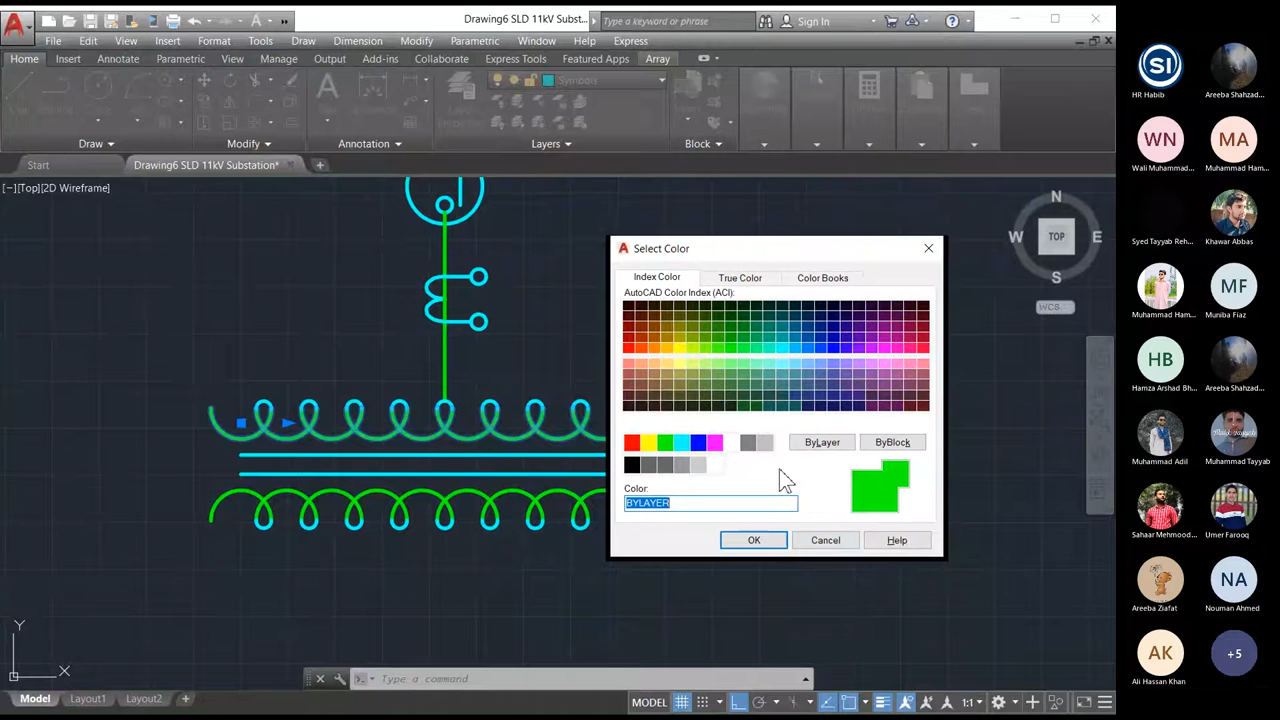 Drawing6 SLD 11kV Subst...
Type a keyword or phrase
Sign In
File Edit View Insert Format Tools Draw Dimension Modify Parametric Window Help Express
Home Insert Annotate Parametric View Manage Output Add-ins Collaborate Express Tools Featured Apps Array
Symbols
Draw
Modify
Annotation
Layers
Block
Start
Drawing6 SLD 11kV Substation*
[−][Top][2D Wireframe]
N
W
TOP
E
S
WCS
Select Color
Index Color
True Color
Color Books
AutoCAD Color Index (ACI):
ByLayer
ByBlock
Color:
BYLAYER
OK
Cancel
Help
Y
X
Type a command
Model
Layout1
Layout2
MODEL
1:1
SI
HR Habib
Areeba Shahzad...
WN
Wali Muhammad...
MA
Muhammad Ham...
Syed Tayyab Reh...
Khawar Abbas
Muhammad Ham...
MF
Muniba Fiaz
HB
Hamza Arshad Bh...
Areeba Shahzad...
Muhammad Adil
Muhammad Tayyab
Sahaar Mehmood...
Umer Farooq
Areeba Ziafat
NA
Nouman Ahmed
AK
Ali Hassan Khan
+5